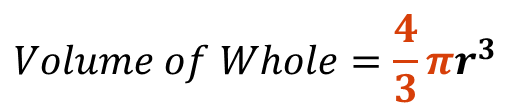 Volume of Whole = 4/3 πr³